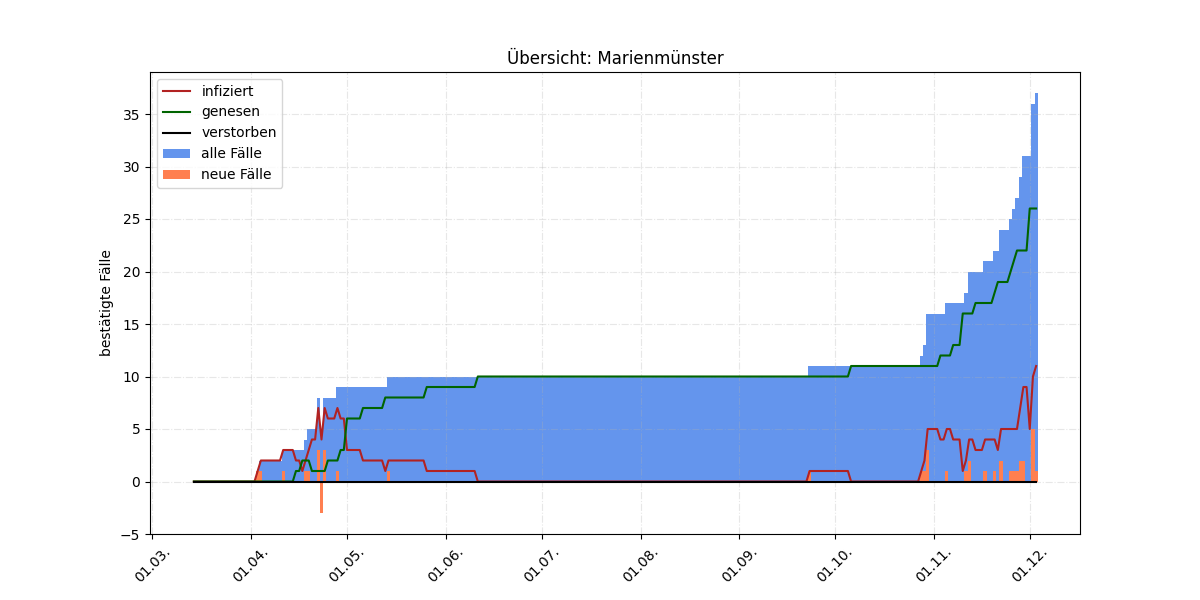 Übersicht: Marienmünster
infiziert
genesen
verstorben
alle Fälle
neue Fälle
bestätigte Fälle
35
30
25
20
15
10
5
0
−5
01.03.
01.04.
01.05.
01.06.
01.07.
01.08.
01.09.
01.10.
01.11.
01.12.